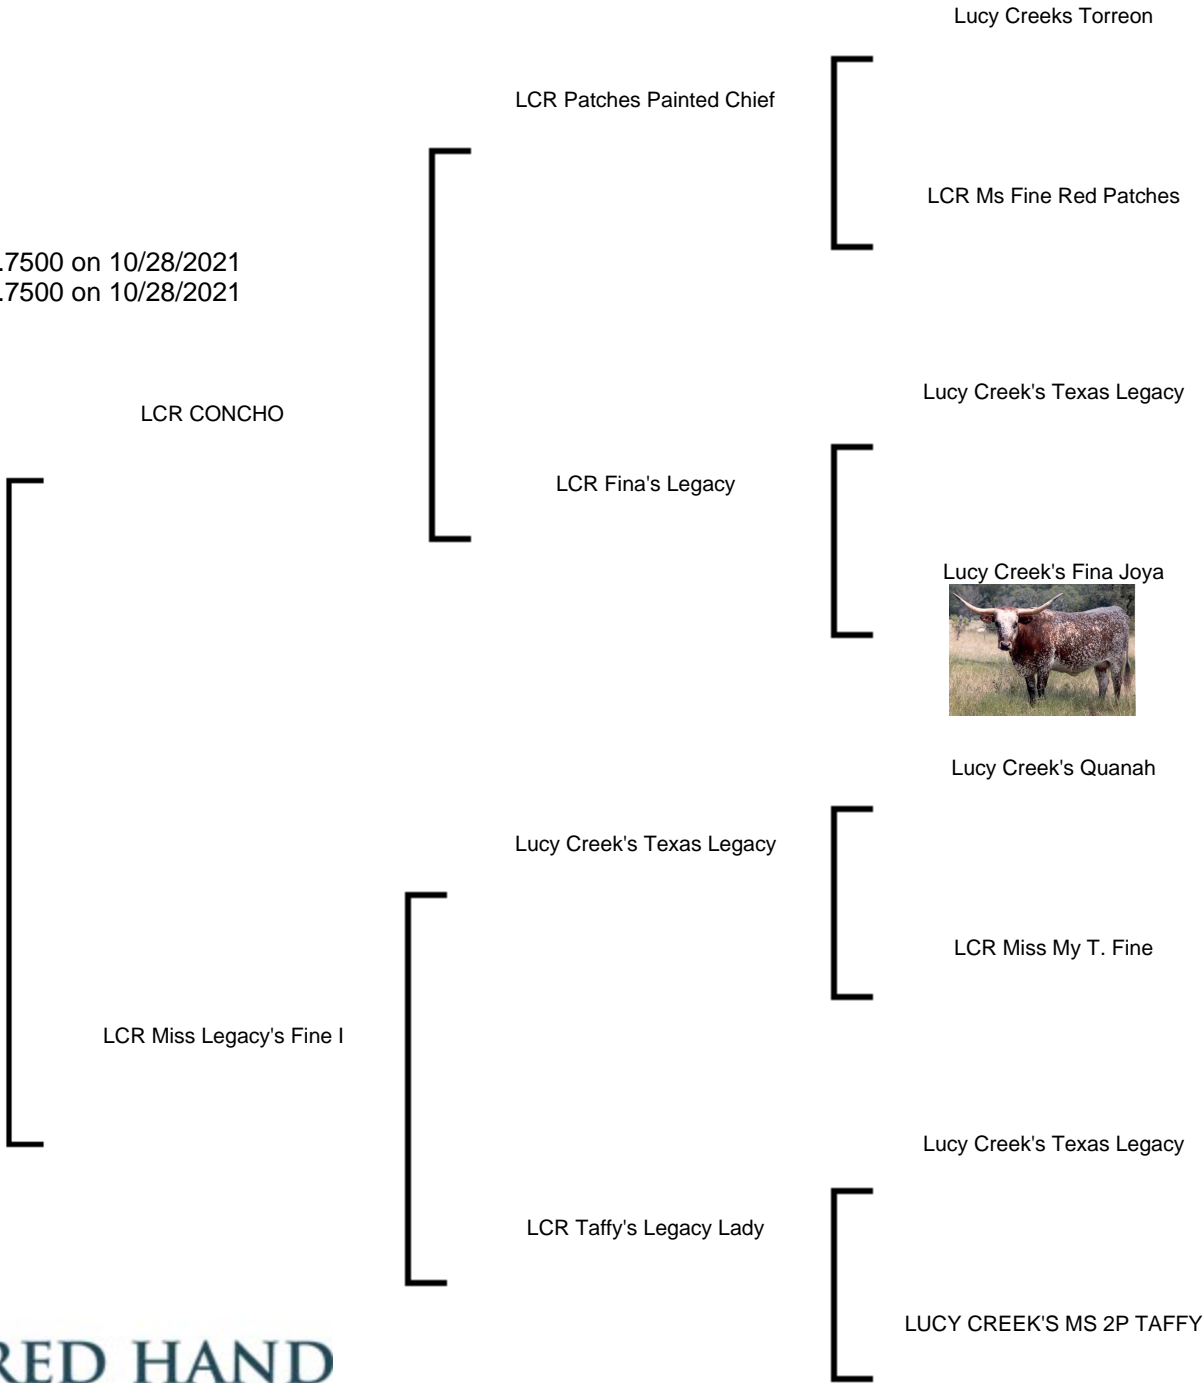 Lucy Creeks Torreon
LCR Patches Painted Chief
LCR Ms Fine Red Patches
.7500 on 10/28/2021
.7500 on 10/28/2021
Lucy Creek's Texas Legacy
LCR CONCHO
LCR Fina's Legacy
Lucy Creek's Fina Joya
Lucy Creek's Quanah
Lucy Creek's Texas Legacy
LCR Miss My T. Fine
LCR Miss Legacy's Fine I
Lucy Creek's Texas Legacy
LCR Taffy's Legacy Lady
LUCY CREEK'S MS 2P TAFFY
RED HAND